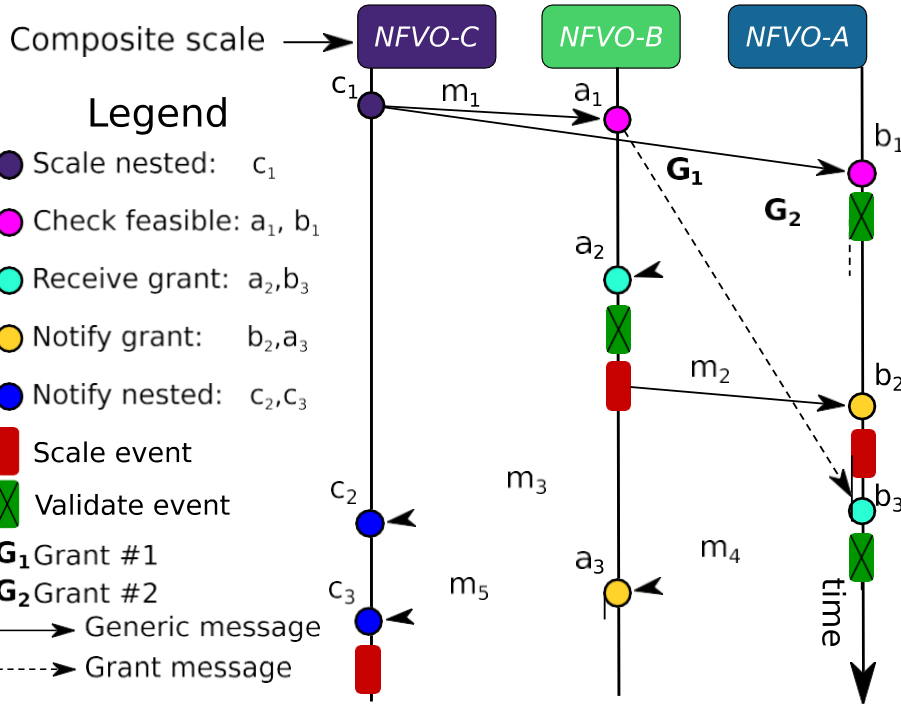 Composite scale
NFVO-C
NFVO-B
NFVO-A
c1
m1
a1
b1
Legend
Scale nested: c1
Check feasible: a1, b1
Receive grant: a2,b3
Notify grant: b2,a3
Notify nested: c2,c3
Scale event
Validate event
G1 Grant #1
G2 Grant #2
Generic message
Grant message
G1
G2
a2
m2
b2
m3
c2
b3
m4
a3
m5
c3
time